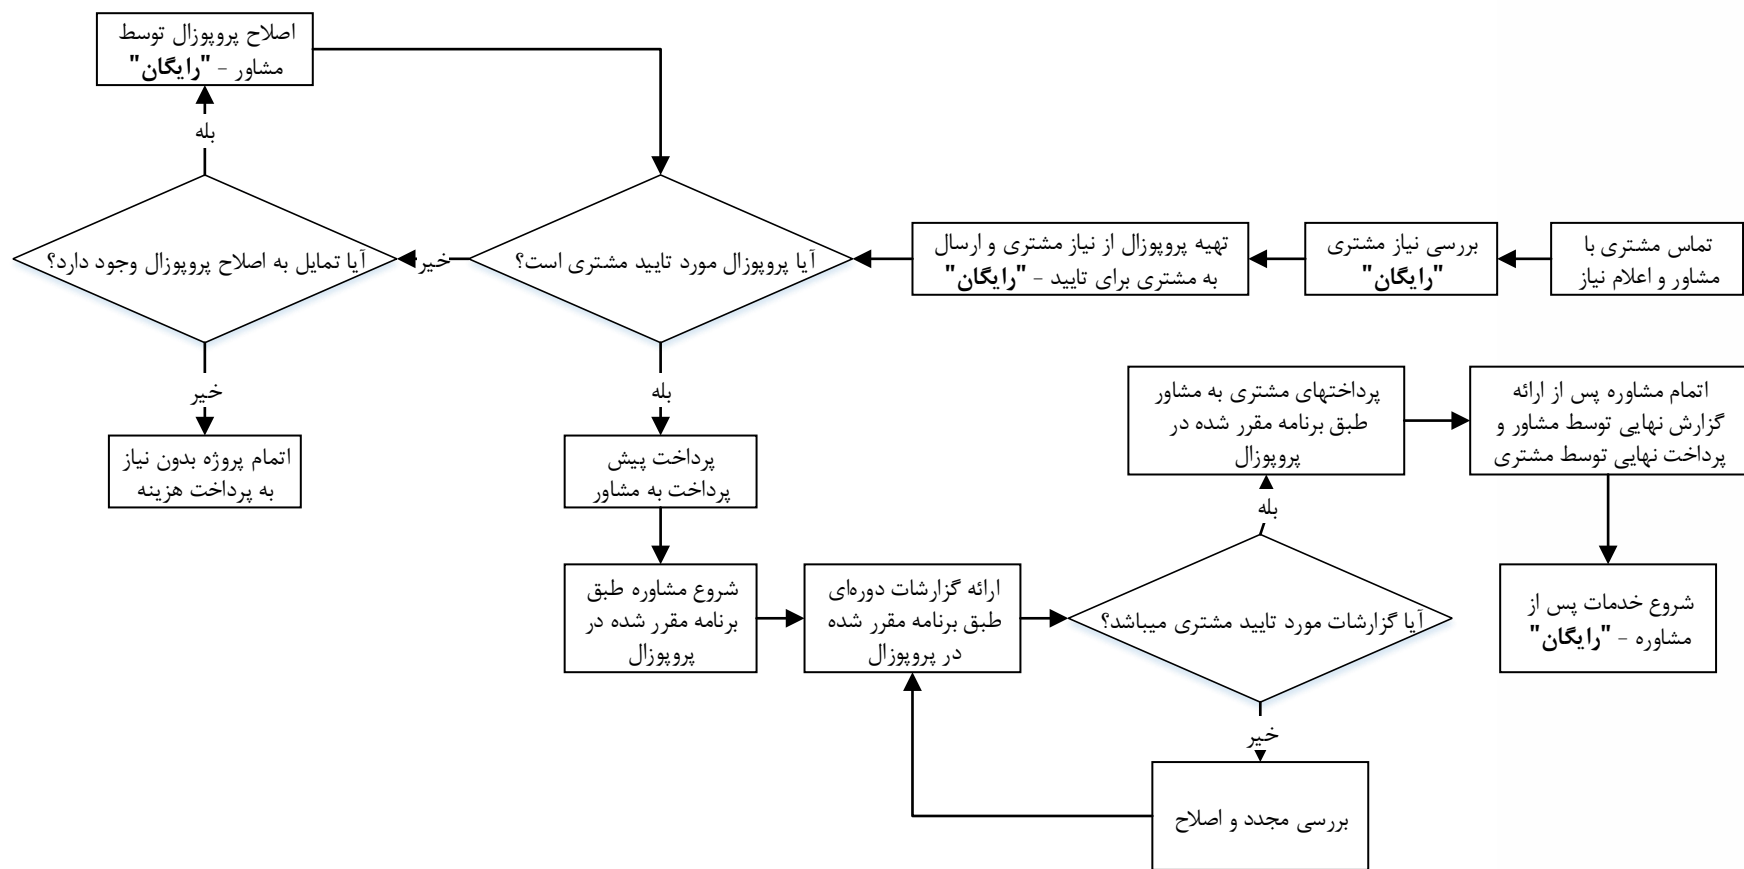 اصلاح پروپوزال توسط
مشاور - "رایگان"
بله
تماس مشتری با
مشاور و اعلام نیاز
بررسی نیاز مشتری
"رایگان"
تهیه پروپوزال از نیاز مشتری و ارسال
به مشتری برای تایید - "رایگان"
آیا پروپوزال مورد تایید مشتری است؟
خیر
آیا تمایل به اصلاح پروپوزال وجود دارد؟
خیر
اتمام پروژه بدون نیاز
به پرداخت هزینه
بله
پرداخت پیش
پرداخت به مشاور
شروع مشاوره طبق
برنامه مقرر شده در
پروپوزال
ارائه گزارشات دوره‌ای
طبق برنامه مقرر شده
در پروپوزال
آیا گزارشات مورد تایید مشتری میباشد؟
بله
پرداختهای مشتری به مشاور
طبق برنامه مقرر شده در
پروپوزال
اتمام مشاوره پس از ارائه
گزارش نهایی توسط مشاور و
پرداخت نهایی توسط مشتری
شروع خدمات پس از
مشاوره - "رایگان"
خیر
بررسی مجدد و اصلاح